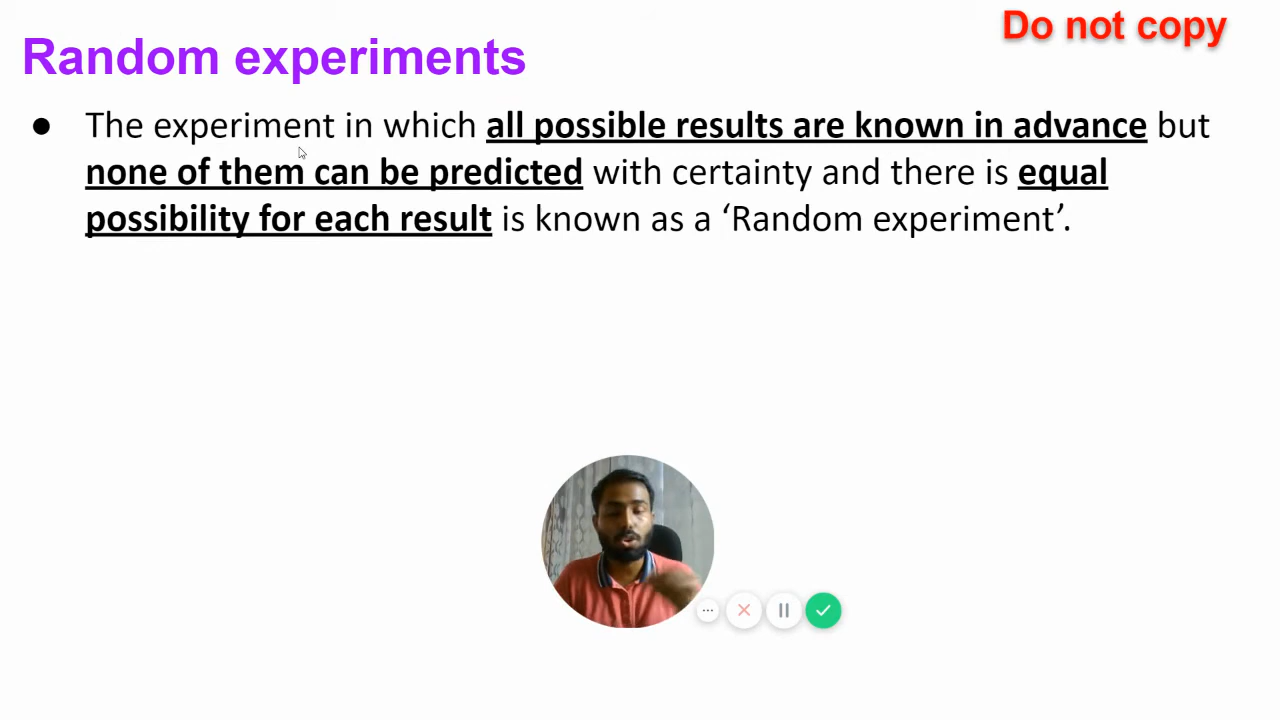 Do not copy
Random experiments
● The experiment in which all possible results are known in advance but
none of them can be predicted with certainty and there is equal
possibility for each result is known as a ‘Random experiment’.